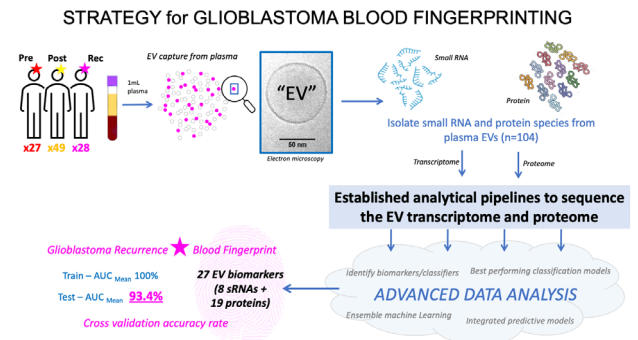 STRATEGY for GLIOBLASTOMA BLOOD FINGERPRINTING
Pre Post Rec
x27 x49 x28
1mL
plasma
EV capture from plasma
"EV"
50 nm
Electron microscopy
Small RNA
Protein
Isolate small RNA and protein species from
plasma EVs (n=104)
Transcriptome Proteome
Established analytical pipelines to sequence
the EV transcriptome and proteome
Identify biomarkers/classifiers
Best performing classification models
ADVANCED DATA ANALYSIS
Ensemble machine Learning
Integrated predictive models
Glioblastoma Recurrence Blood Fingerprint
Train – AUC Mean 100%
Test – AUC Mean 93.4%
27 EV biomarkers
(8 sRNAs +
19 proteins)
Cross validation accuracy rate